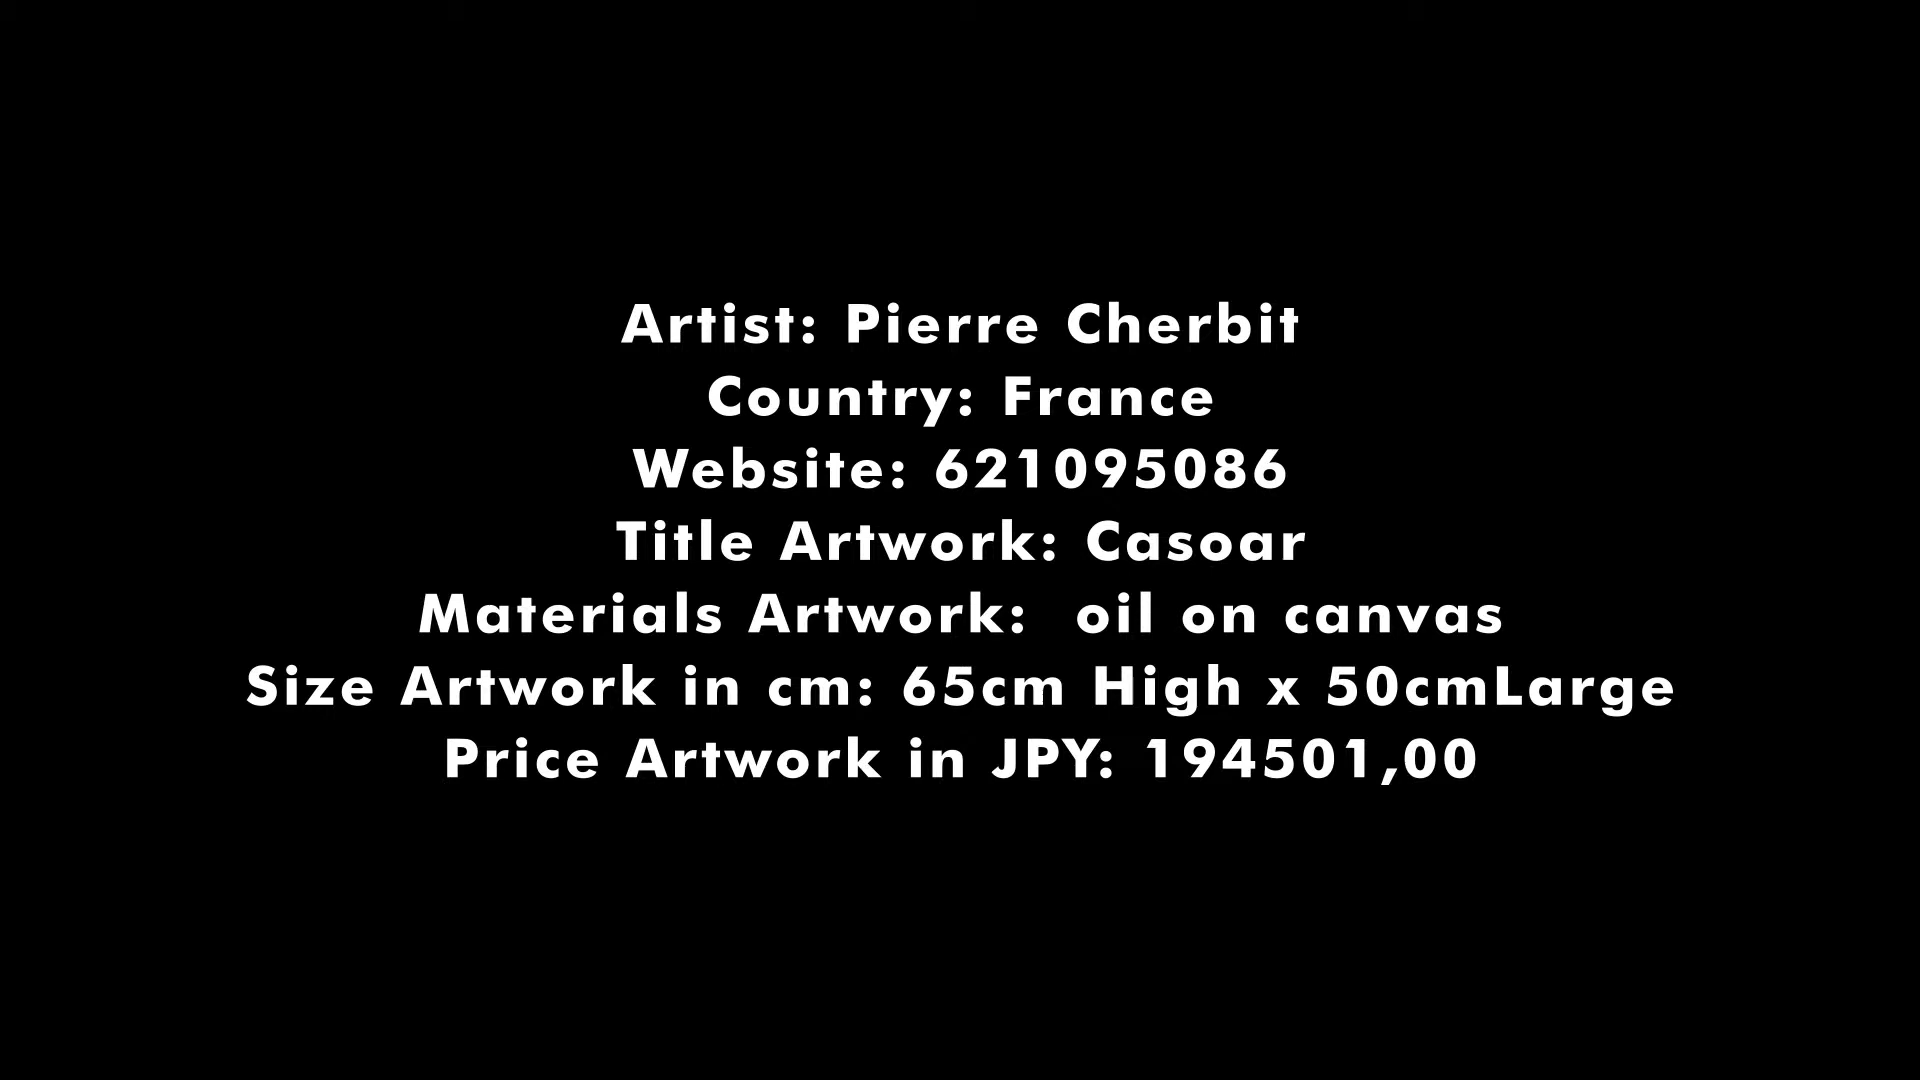 Artist: Pierre Cherbit
Country: France
Website: 621095086
Title Artwork: Casoar
Materials Artwork:  oil on canvas
Size Artwork in cm: 65cm High x 50cmLarge
Price Artwork in JPY: 194501,00